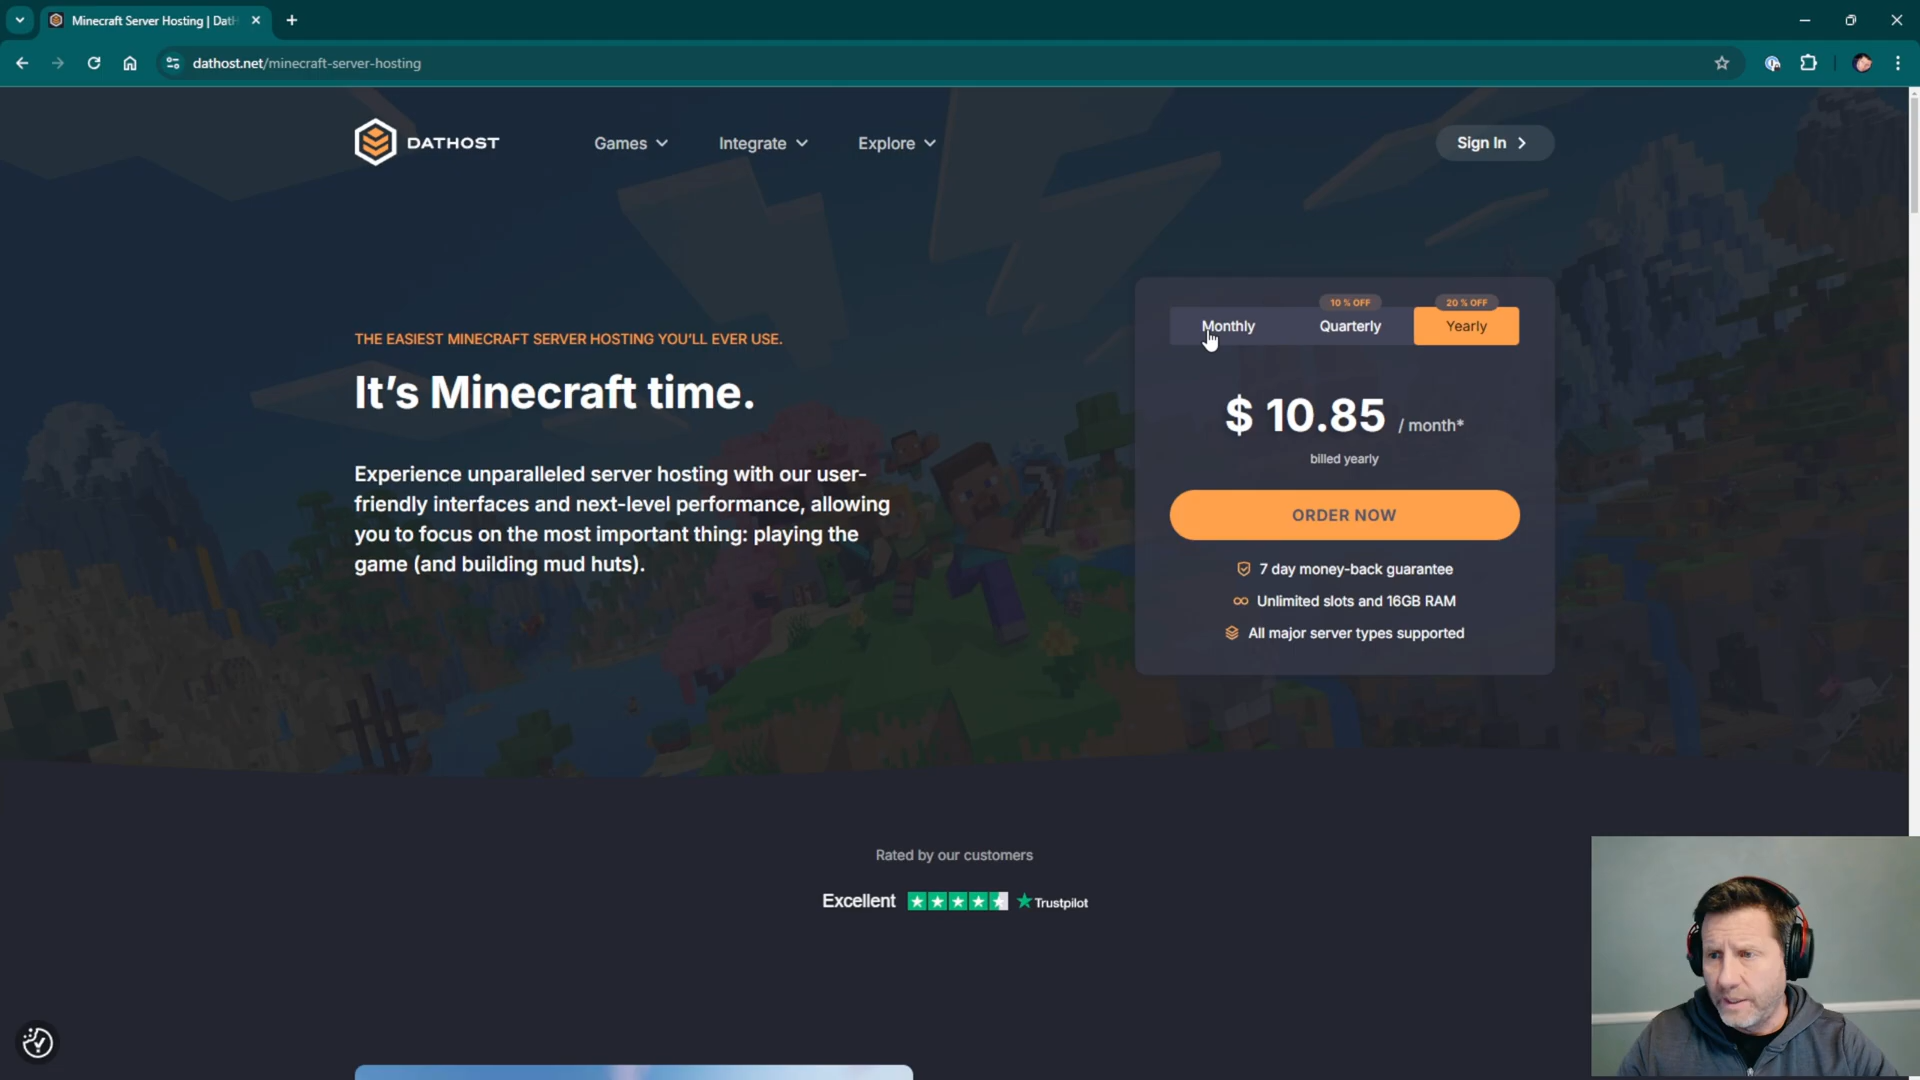 Minecraft Server Hosting | Dat
dathost.net/minecraft-server-hosting
DATHOST
Games
Integrate
Explore
Sign In
THE EASIEST MINECRAFT SERVER HOSTING YOU'LL EVER USE.
It's Minecraft time.
Experience unparalleled server hosting with our user-
friendly interfaces and next-level performance, allowing
you to focus on the most important thing: playing the
game (and building mud huts).
10 % OFF
20 % OFF
Monthly
Quarterly
Yearly
$ 10.85 / month*
billed yearly
ORDER NOW
7 day money-back guarantee
Unlimited slots and 16GB RAM
All major server types supported
Rated by our customers
Excellent
Trustpilot